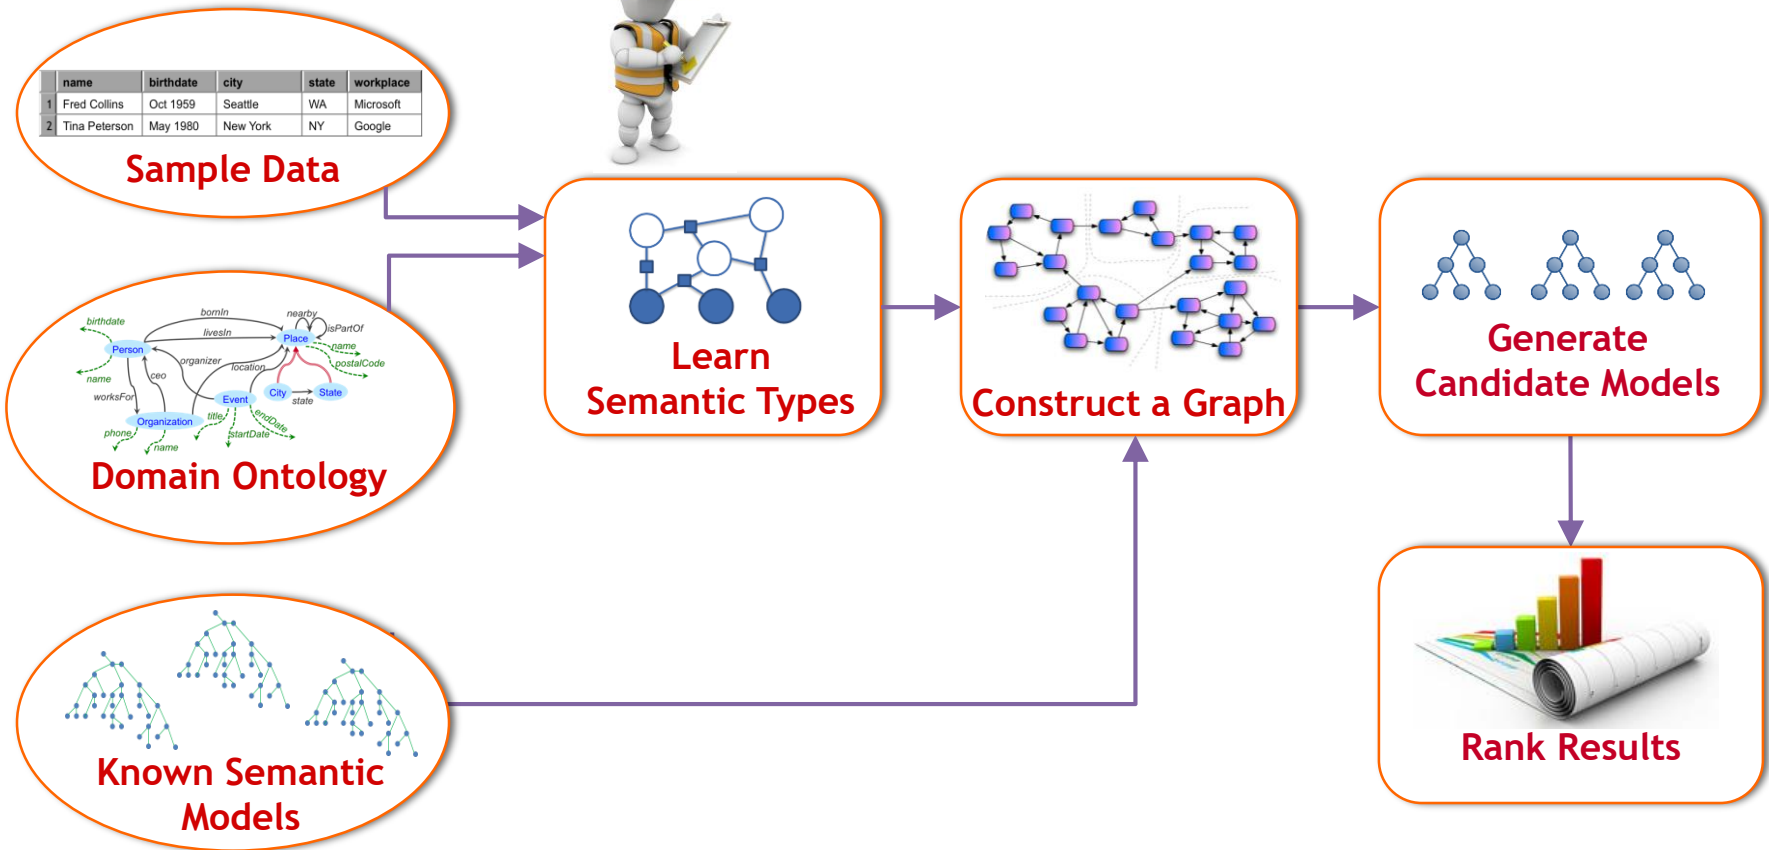 name birthdate city state workplace
1 Fred Collins Oct 1959 Seattle WA Microsoft
2 Tina Peterson May 1980 New York NY Google
Sample Data
bornIn
nearby
birthdate
livesIn
isPartOf
Place
Person
name
organizer
postalCode
name
ceo
location
worksFor
City
State
state
Event
Organization
title
endDate
phone
startDate
name
Domain Ontology
Learn
Semantic Types
Construct a Graph
Generate
Candidate Models
Known Semantic
Models
Rank Results